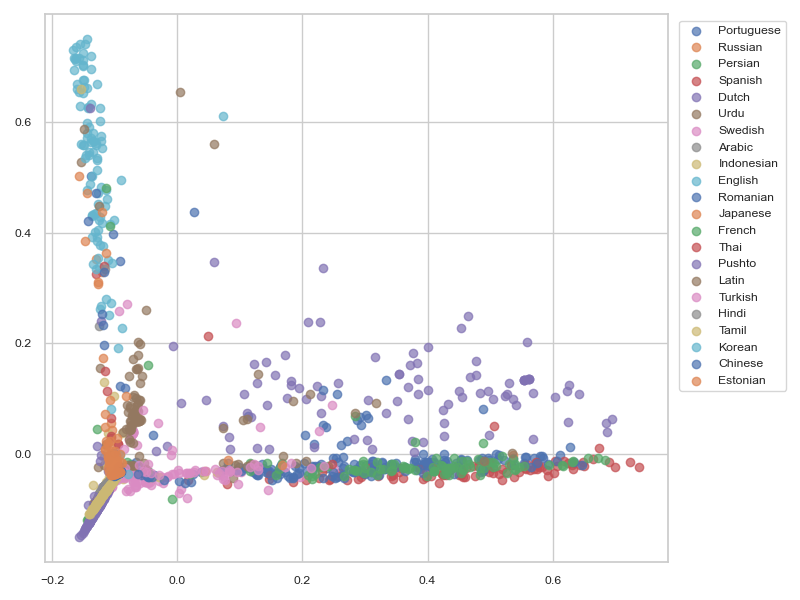 Portuguese
Russian
Persian
Spanish
Dutch
Urdu
Swedish
Arabic
Indonesian
English
Romanian
Japanese
French
Thai
Pushto
Latin
Turkish
Hindi
Tamil
Korean
Chinese
Estonian
0.6
0.4
0.2
0.0
−0.2 0.0 0.2 0.4 0.6